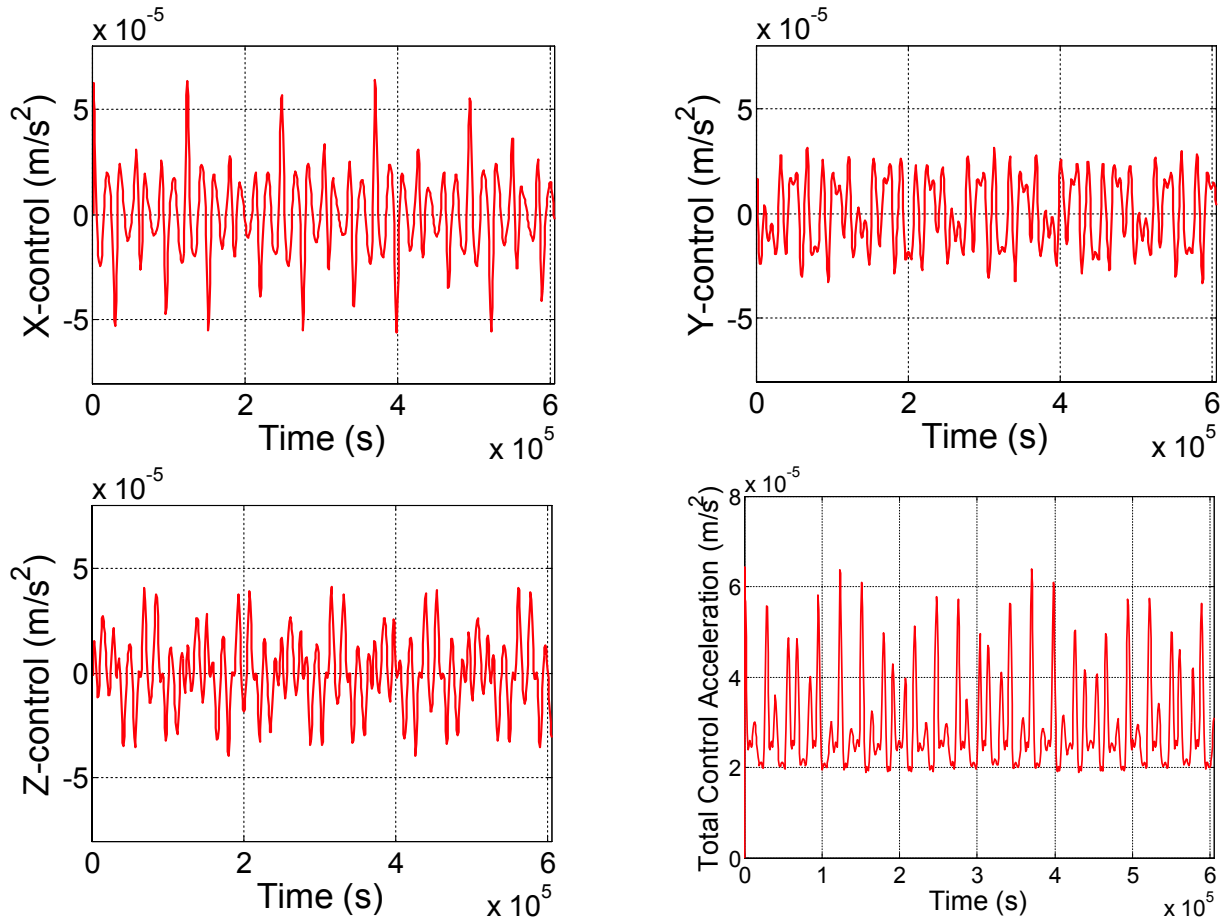 x 10^-5
X-control (m/s^2)
5
0
-5
0 2 4 6
Time (s)
x 10^5
x 10^-5
Y-control (m/s^2)
5
0
-5
0 2 4 6
Time (s)
x 10^5
x 10^-5
Z-control (m/s^2)
5
0
-5
0 2 4 6
Time (s)
x 10^5
x 10^-5
Total Control Acceleration (m/s^2)
8
6
4
2
0
0 1 2 3 4 5 6
Time (s)
x 10^5